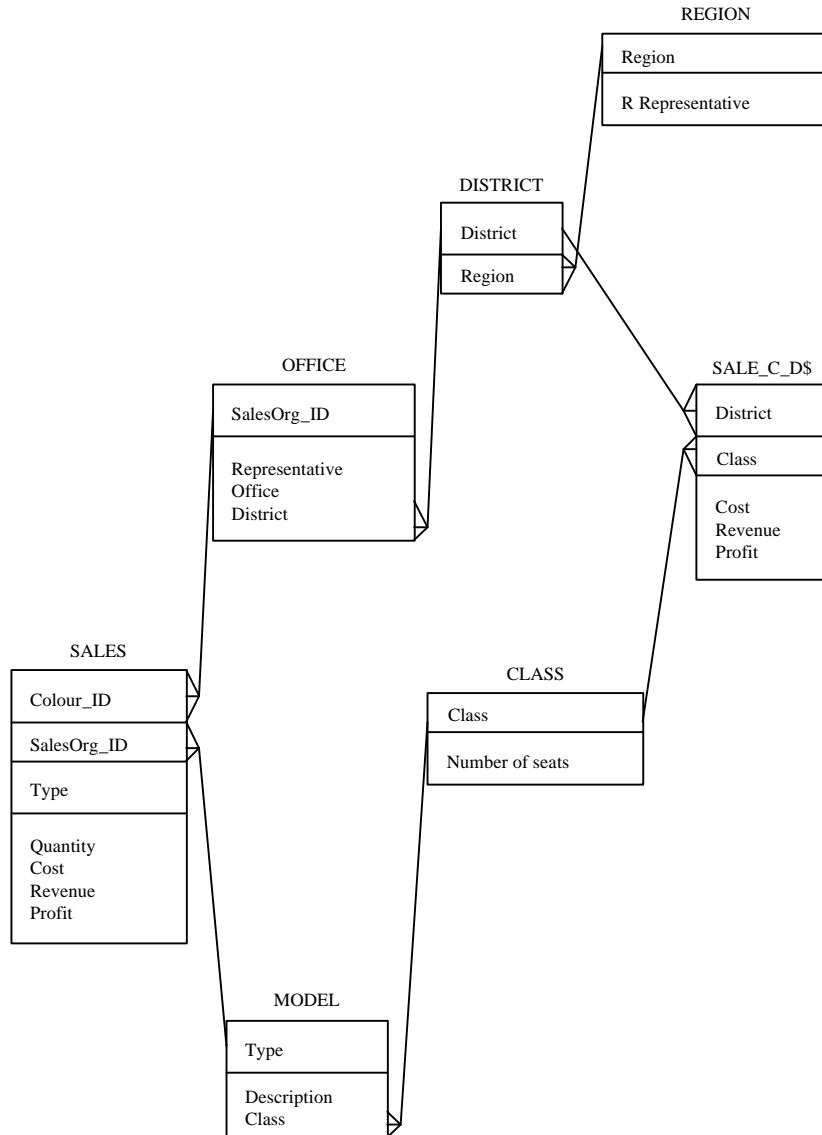 REGION
Region
R Representative
DISTRICT
District
Region
OFFICE
SalesOrg_ID
Representative
Office
District
SALE_C_D$
District
Class
Cost
Revenue
Profit
SALES
Colour_ID
SalesOrg_ID
Type
Quantity
Cost
Revenue
Profit
CLASS
Class
Number of seats
MODEL
Type
Description
Class